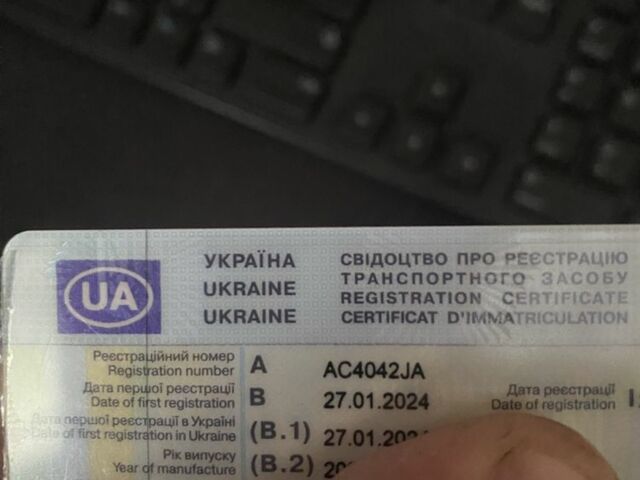 УКРАЇНА
UKRAINE
UKRAINE
СВІДОЦТВО ПРО РЕЄСТРАЦІЮ
ТРАНСПОРТНОГО ЗАСОБУ
REGISTRATION CERTIFICATE
CERTIFICAT D'IMMATRICULATION
UA
Реєстраційний номер
Registration number
A
AC4042JA
Дата першої реєстрації
Date of first registration
B
27.01.2024
Дата реєстрації
Date of registration
Дата першої реєстрації в Україні
Date of first registration in Ukraine
(B.1)
Рік випуску
Year of manufacture
(B.2)